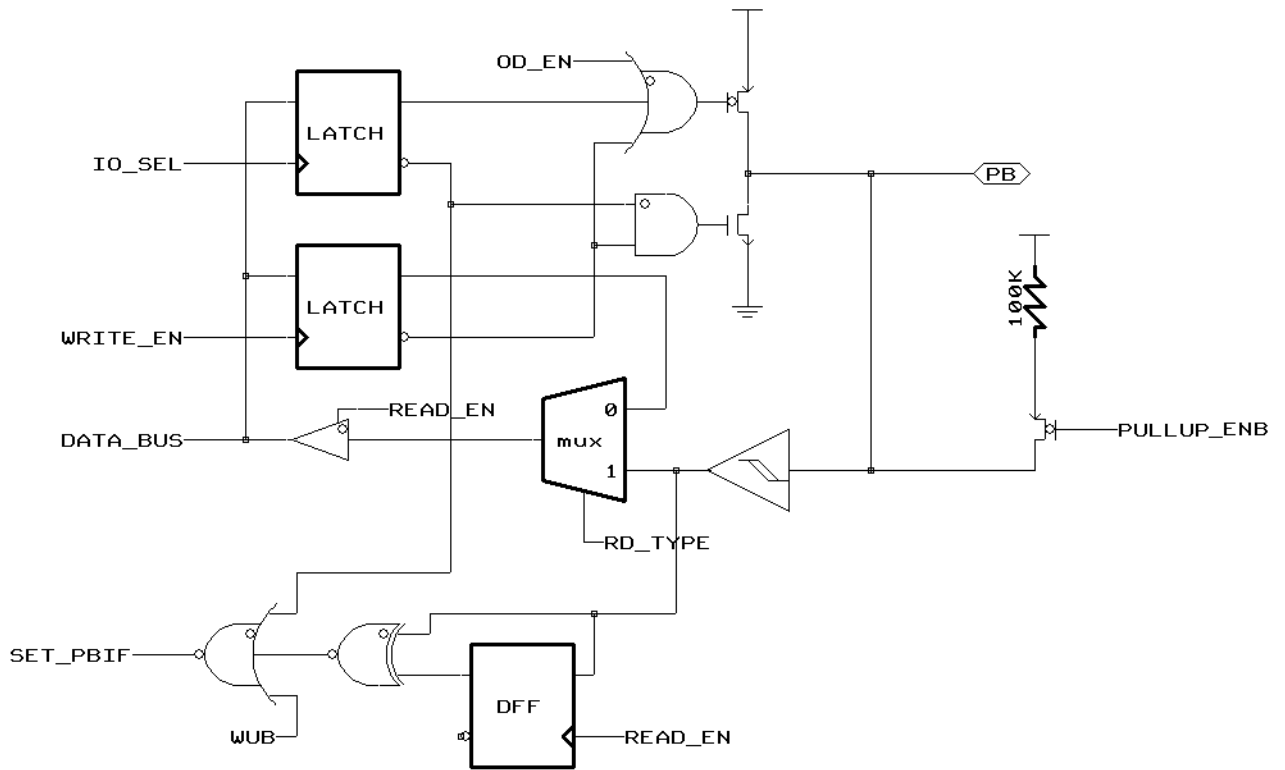 OD_EN
LATCH
IO_SEL
PB
100K
LATCH
WRITE_EN
READ_EN
0
DATA_BUS
mux
PULLUP_ENB
1
RD_TYPE
SET_PBIF
DFF
WUB
READ_EN